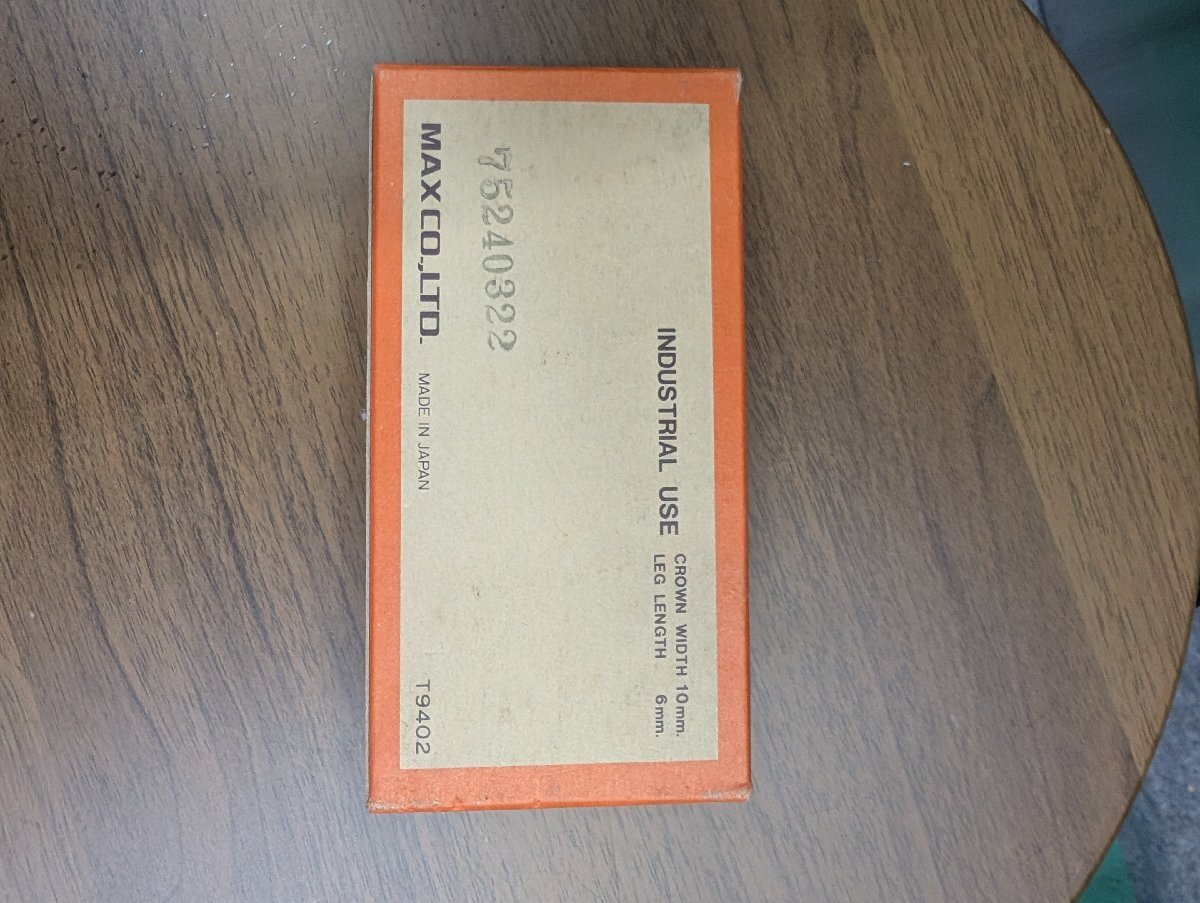 INDUSTRIAL USE
CROWN WIDTH 10mm.
LEG LENGTH 6mm.
75240322
MAX CO.,LTD. MADE IN JAPAN T9402